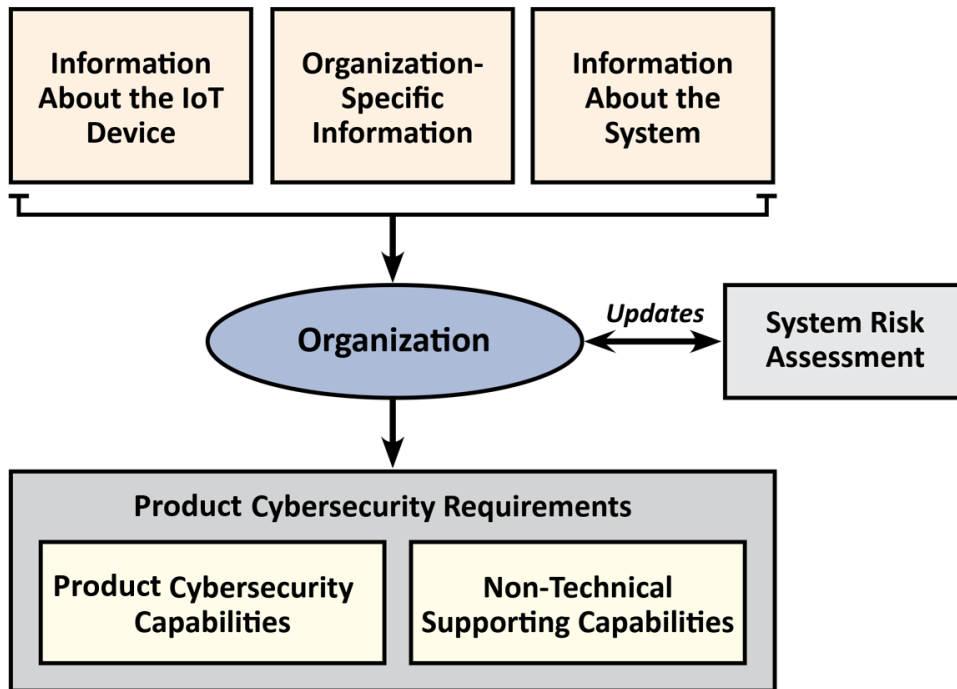 Information
About the IoT
Device
Organization-
Specific
Information
Information
About the
System
Organization
Updates
System Risk
Assessment
Product Cybersecurity Requirements
Product Cybersecurity
Capabilities
Non-Technical
Supporting Capabilities